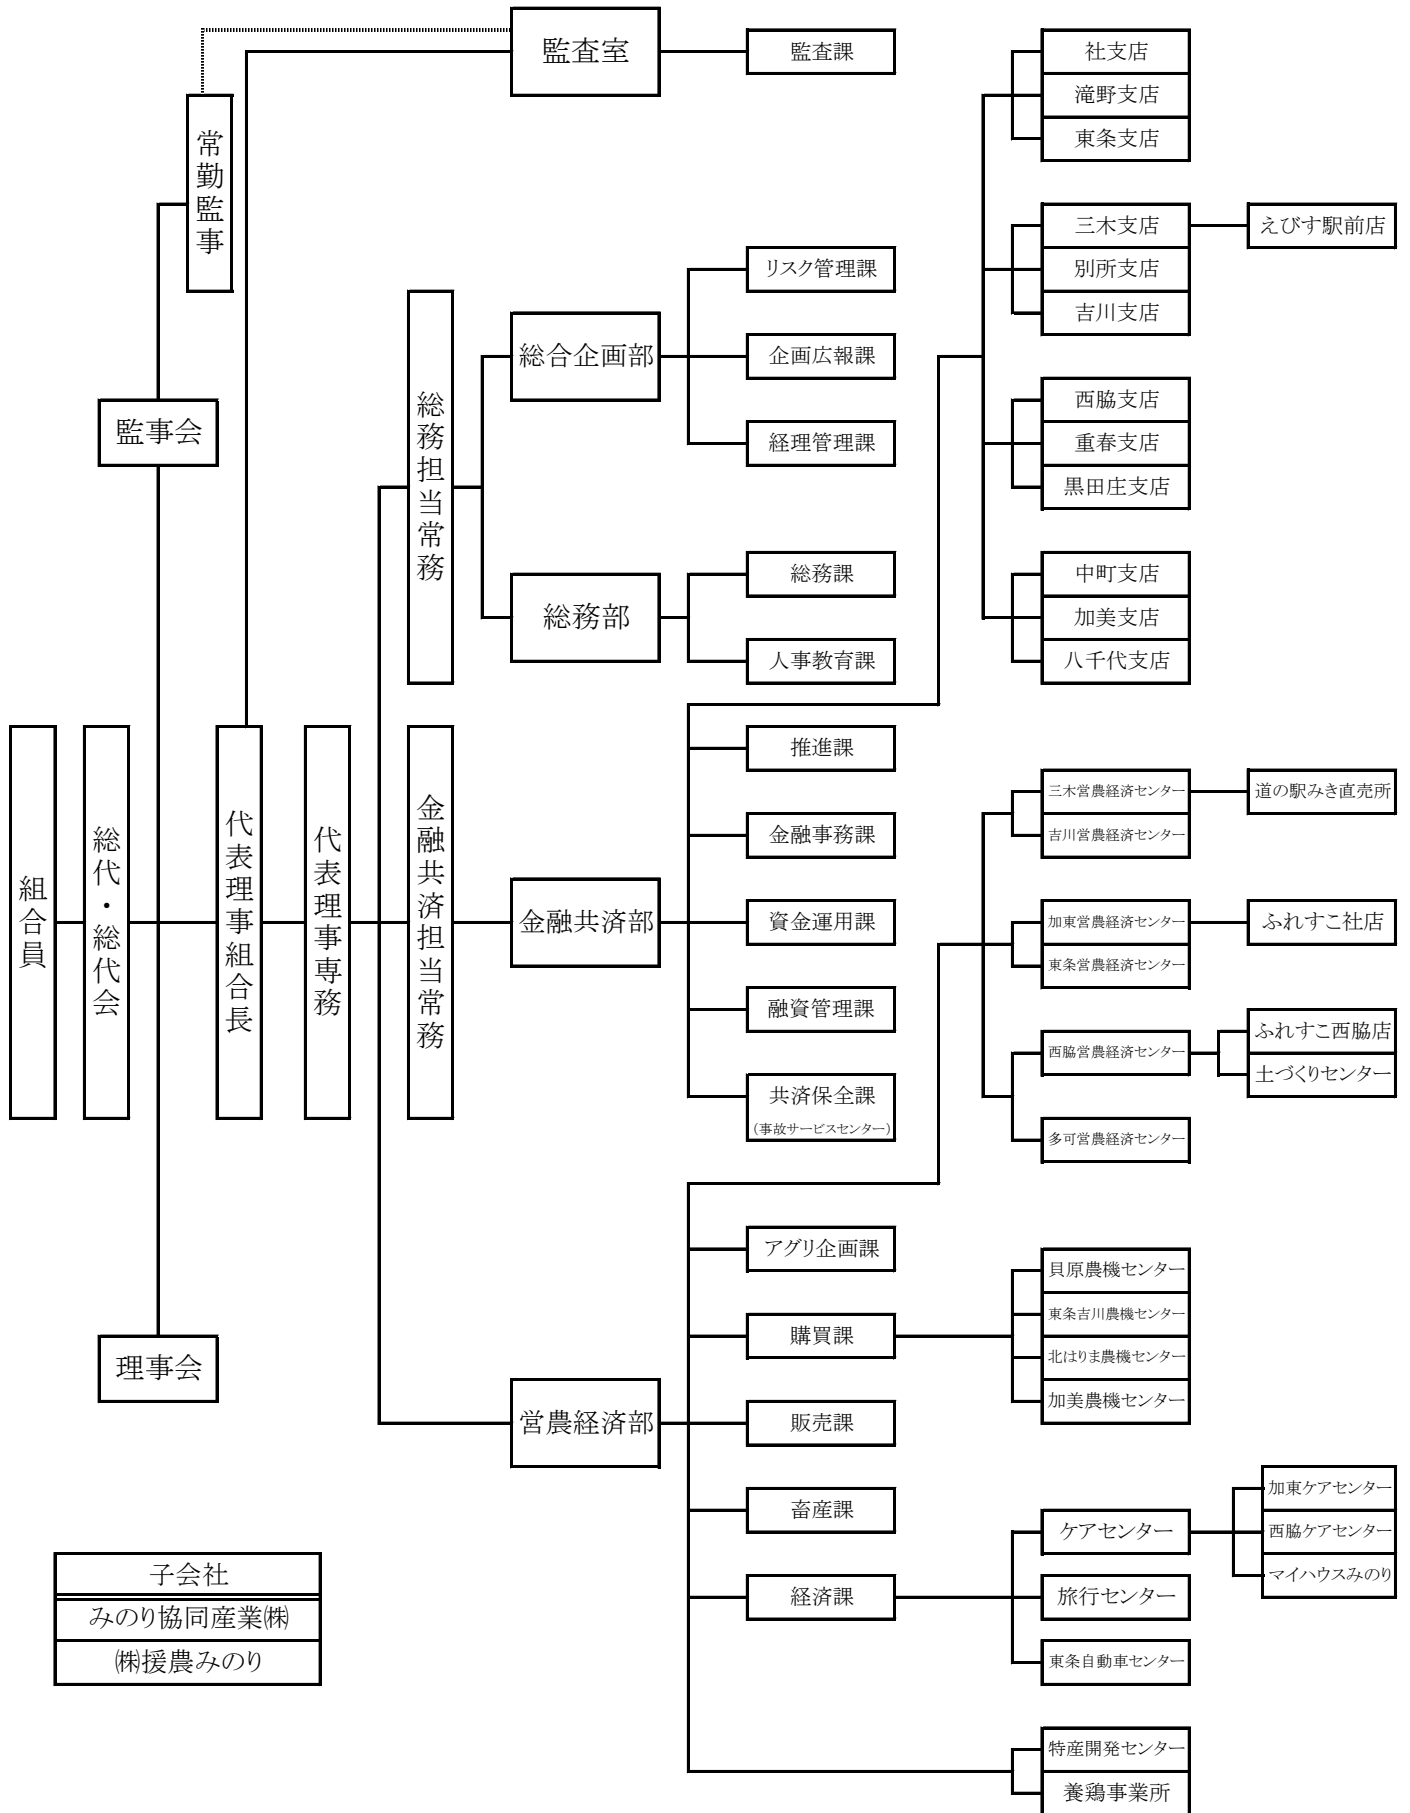 監査室
監査課
常勤監事
監事会
理事会
組合員
総代・総代会
代表理事組合長
代表理事専務
総務担当常務
総合企画部
リスク管理課
企画広報課
経理管理課
総務部
総務課
人事教育課
金融共済担当常務
金融共済部
推進課
金融事務課
資金運用課
融資管理課
共済保全課
(事故サービスセンター)
社支店
滝野支店
東条支店
三木支店
えびす駅前店
別所支店
吉川支店
西脇支店
重春支店
黒田庄支店
中町支店
加美支店
八千代支店
営農経済部
三木営農経済センター
道の駅みき直売所
吉川営農経済センター
加東営農経済センター
ふれすこ社店
東条営農経済センター
西脇営農経済センター
ふれすこ西脇店
土づくりセンター
多可営農経済センター
アグリ企画課
購買課
貝原農機センター
東条吉川農機センター
北はりま農機センター
加美農機センター
販売課
畜産課
経済課
ケアセンター
加東ケアセンター
西脇ケアセンター
マイハウスみのり
旅行センター
東条自動車センター
特産開発センター
養鶏事業所
子会社
みのり協同産業㈱
㈱援農みのり